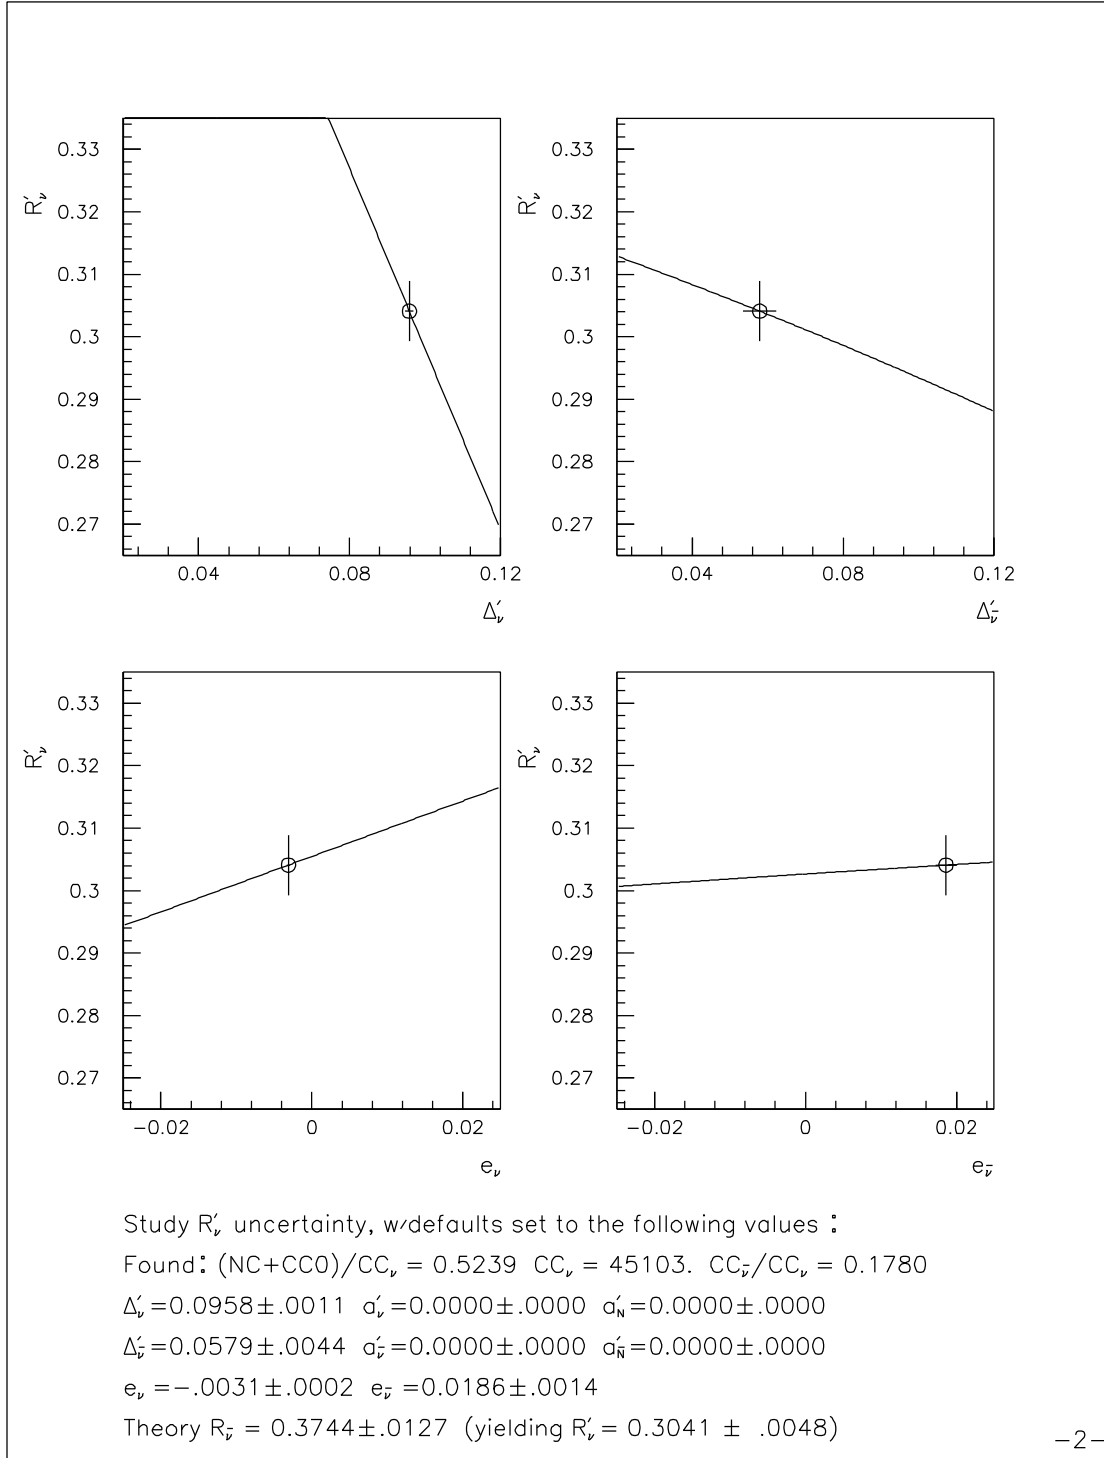 0.33 0.32 0.31 0.3 0.29 0.28 0.27
R′ν
0.04 0.08 0.12
Δ′ν
0.33 0.32 0.31 0.3 0.29 0.28 0.27
R′ν
0.04 0.08 0.12
Δ′ν̄
0.33 0.32 0.31 0.3 0.29 0.28 0.27
R′ν
−0.02 0 0.02
eν
0.33 0.32 0.31 0.3 0.29 0.28 0.27
R′ν
−0.02 0 0.02
eν̄
Study R′ν uncertainty, w/defaults set to the following values :
Found: (NC+CC0)/CCν = 0.5239 CCν = 45103. CCν̄/CCν = 0.1780
Δ′ν=0.0958±.0011 a′ν=0.0000±.0000 a′N=0.0000±.0000
Δ′ν̄=0.0579±.0044 a′ν̄=0.0000±.0000 a′N̄=0.0000±.0000
eν =−.0031±.0002 eν̄ =0.0186±.0014
Theory Rν̄ = 0.3744±.0127 (yielding R′ν = 0.3041 ± .0048)
−2−